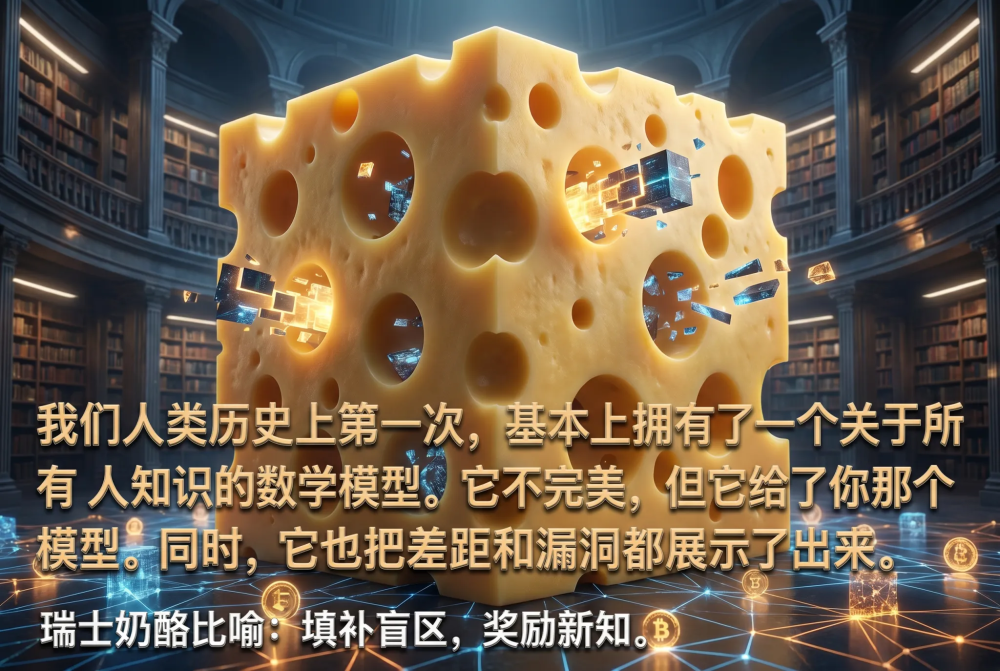 我们人类历史上第一次，基本上拥有了一个关于所
有 人知识的数学模型。它不完美，但它给了你那个
模型。同时，它也把差距和漏洞都展示了出来。
瑞士奶酪比喻：填补盲区，奖励新知。